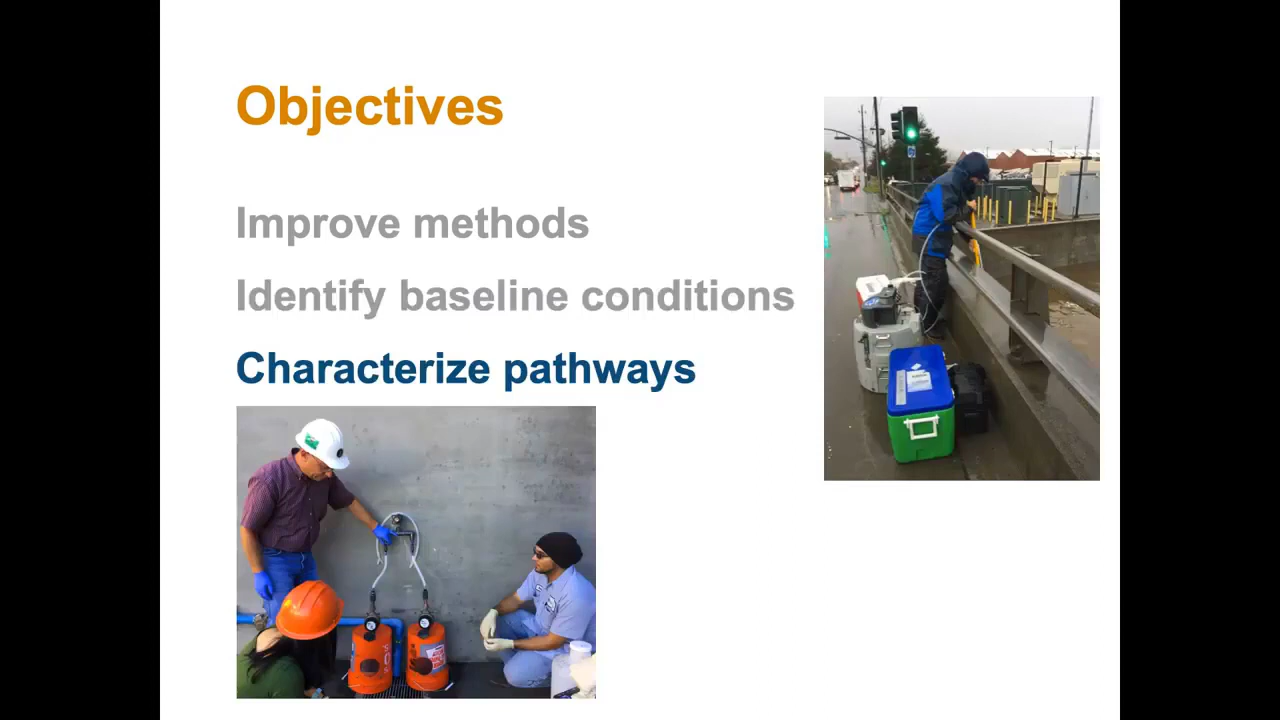 Objectives
Improve methods
Identify baseline conditions
Characterize pathways